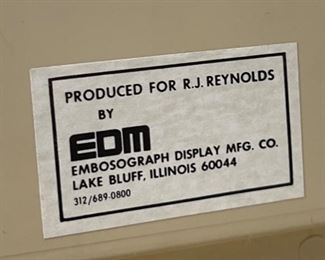 PRODUCED FOR R.J. REYNOLDS
BY
EDM
EMBOSOGRAPH DISPLAY MFG. CO.
LAKE BLUFF, ILLINOIS 60044
312/689-0800